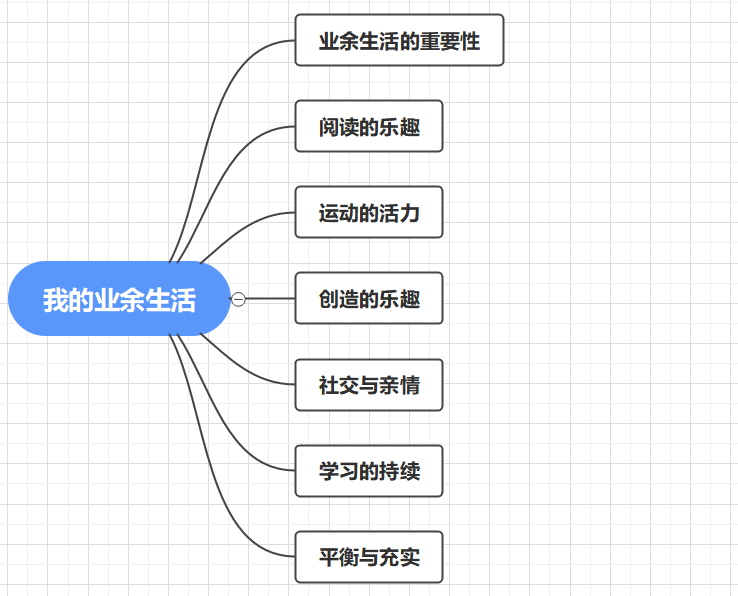 业余生活的重要性
阅读的乐趣
运动的活力
我的业余生活
创造的乐趣
社交与亲情
学习的持续
平衡与充实